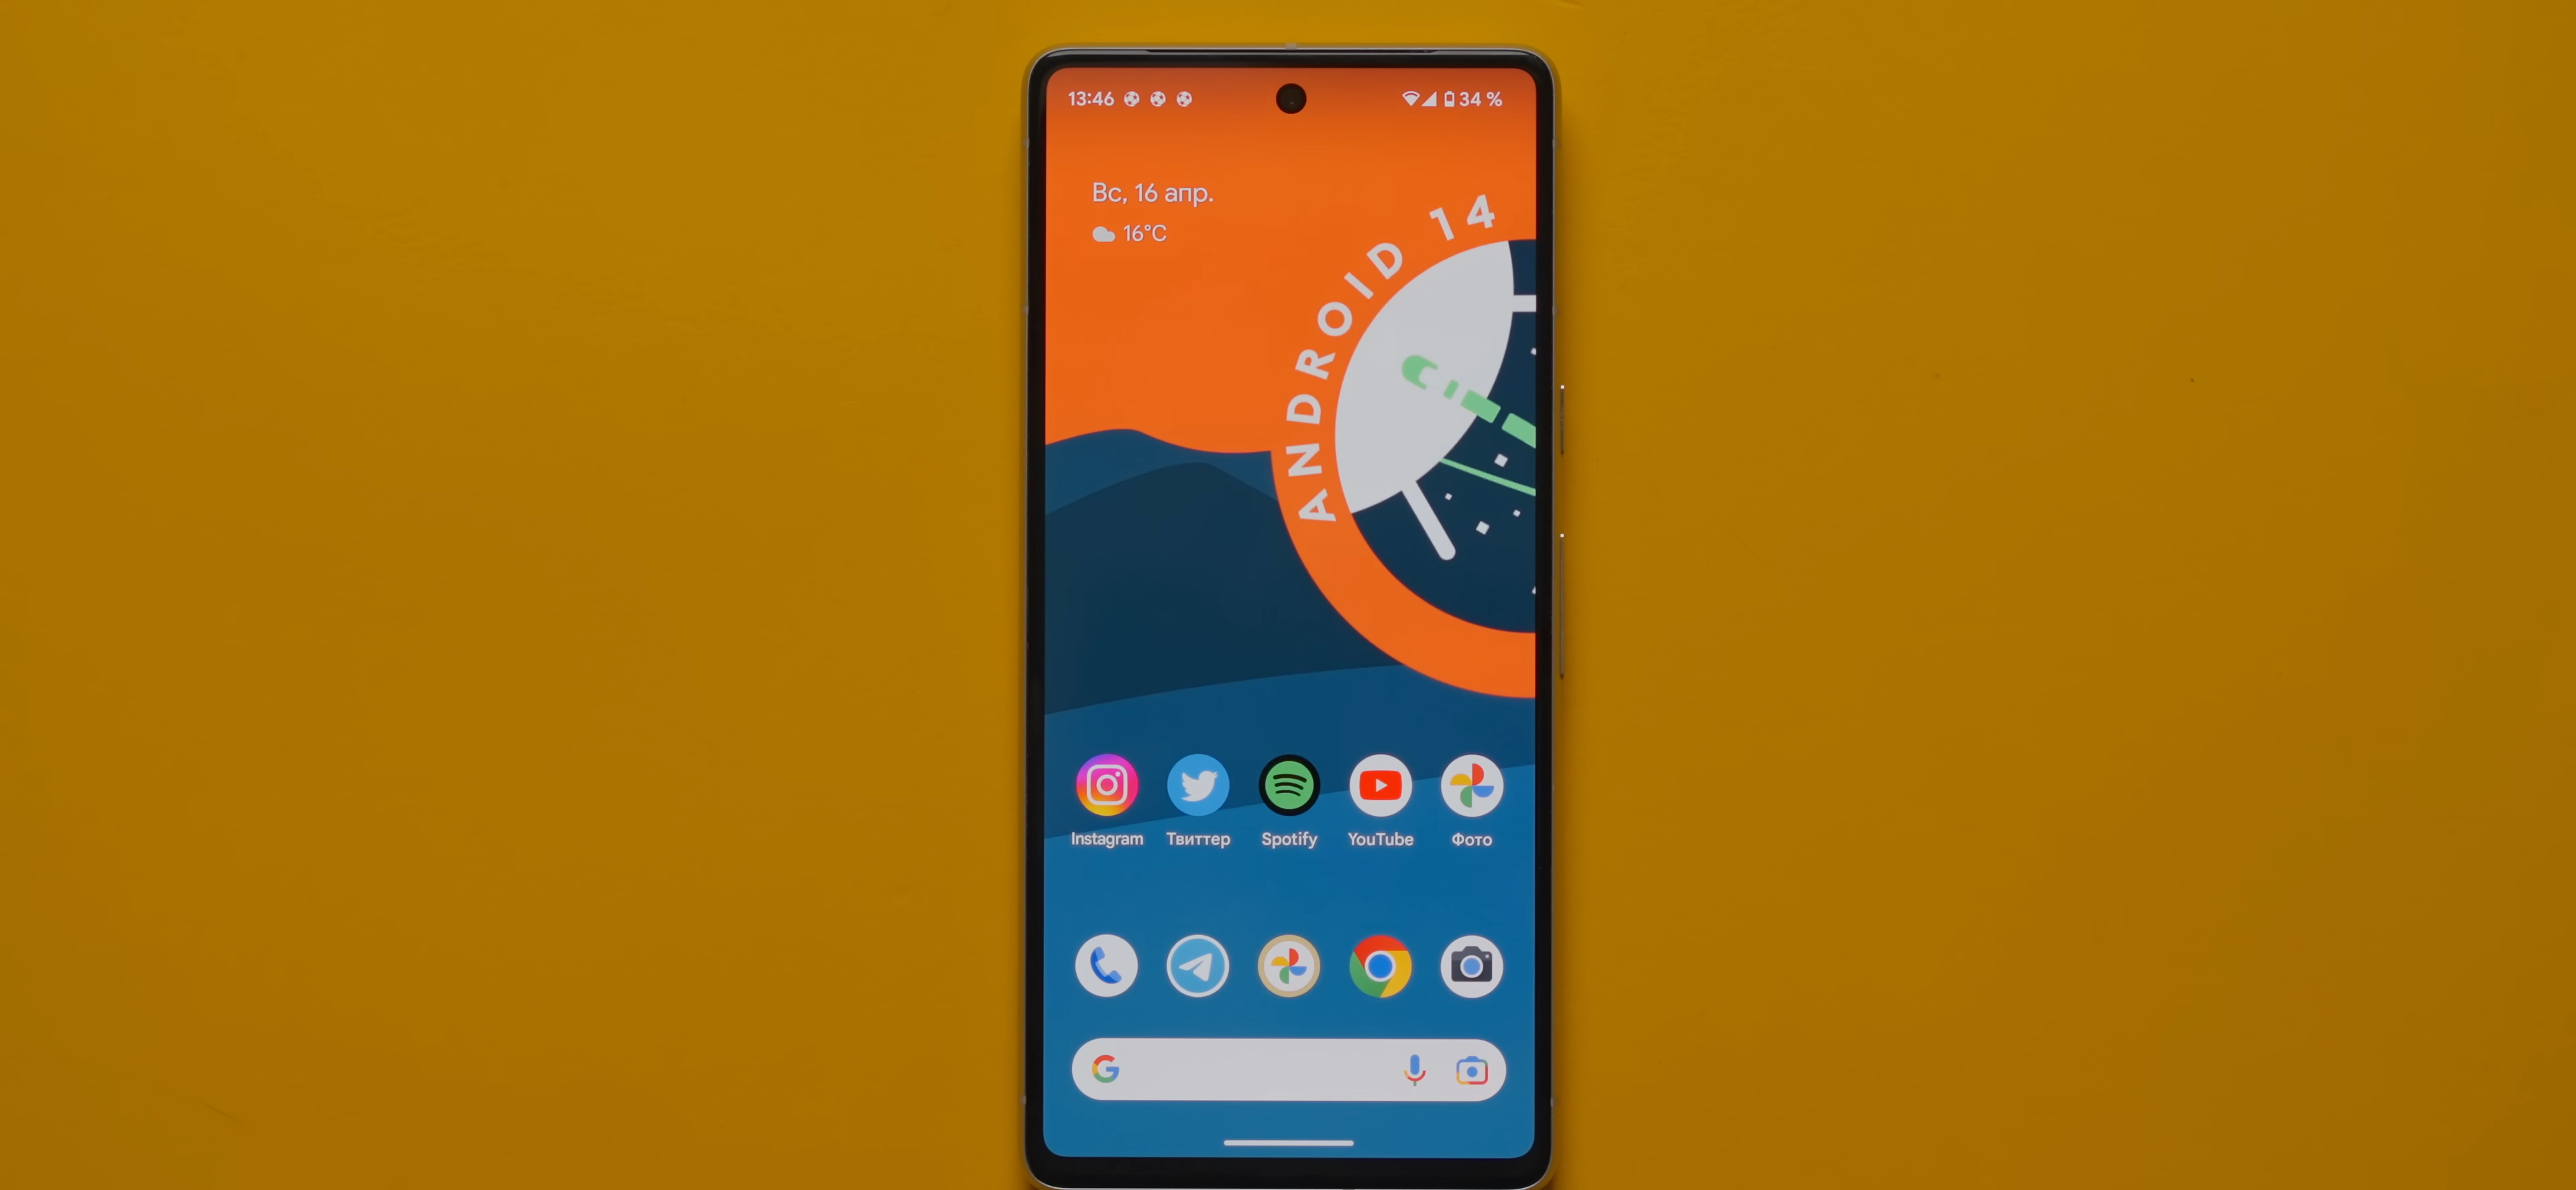 13:46
34 %
Вс, 16 апр.
16°C
ANDROID 14
Instagram
Твиттер
Spotify
YouTube
Фото